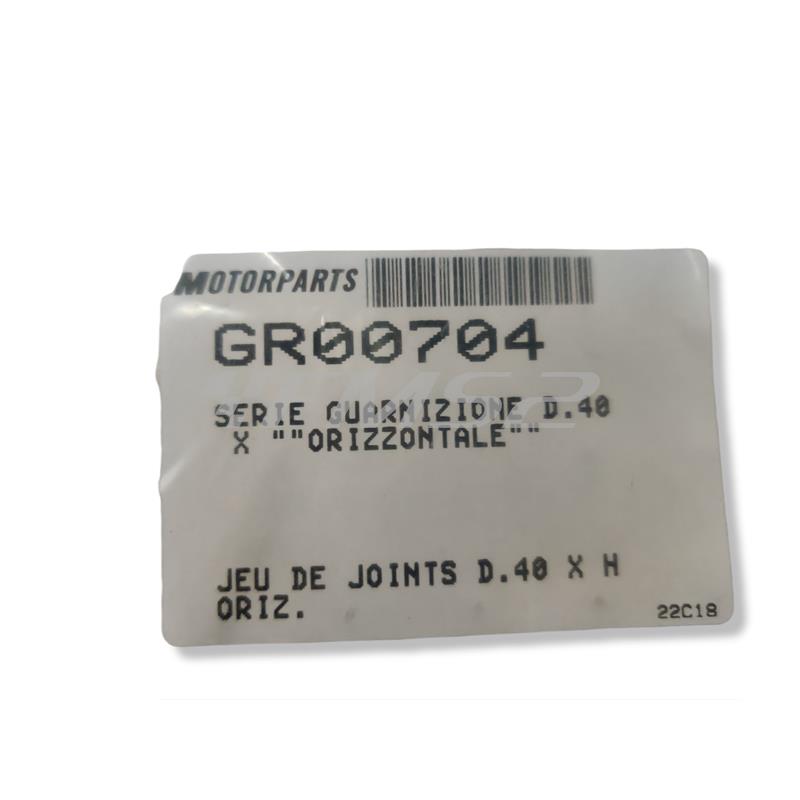 MOTORPARTS
GR00704
SERIE GUARNIZIONE D.40
X ""ORIZZONTALE""
JEU DE JOINTS D.40 X H
ORIZ.
22C18